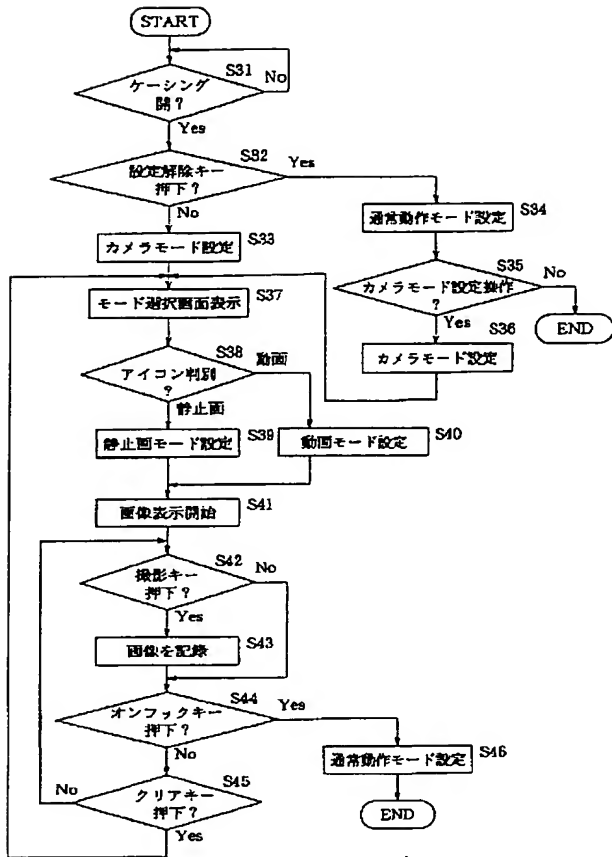 START
S31
No
ケーシング
開?
Yes
S32
Yes
設定解除キー
押下?
No
S33
カメラモード設定
S34
通常動作モード設定
S35
No
カメラモード設定操作
?
Yes
END
S36
カメラモード設定
S37
モード選択画面表示
S38
動画
アイコン判別
?
静止画
S39
静止画モード設定
S40
動画モード設定
S41
画像表示開始
S42
No
撮影キー
押下?
Yes
S43
画像を記録
S44
Yes
オンフックキー
押下?
No
S46
通常動作モード設定
END
S45
No
クリアキー
押下?
Yes